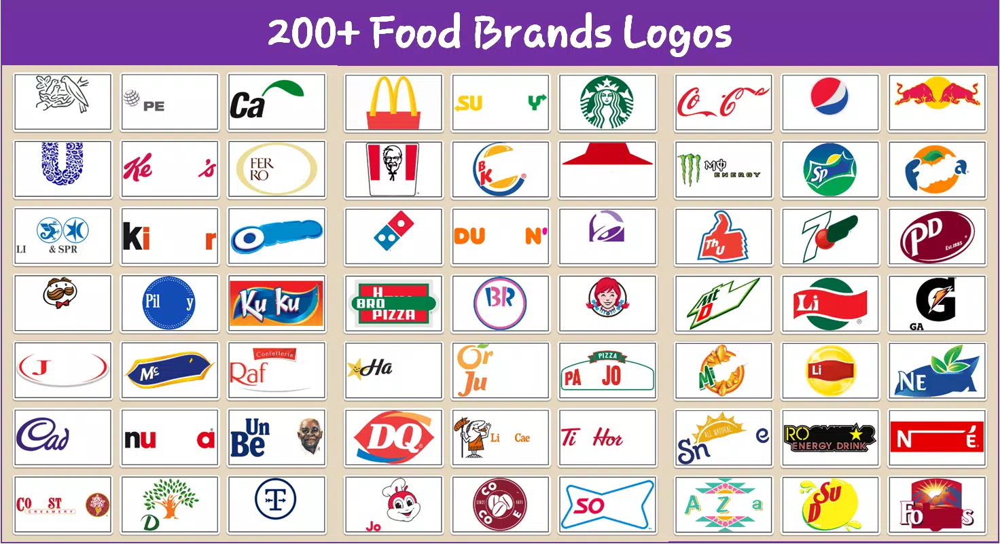 200+ Food Brands Logos
PE
Ca
SU Y
Co C
Ke 's
FER
RO
BK
ENERGY
Sp
F a
LI & SPR
ki r
DU N'
Th
U
7
PD
Est.1885
Pil y
Ku Ku
H
BRO
PIZZA
BR
Mt
D
Li
G
GA
J
Mc
Confetteria
Raf
Ha
Or
Ju
PIZZA
PA JO
Mi
Li
NE
Cad
nu a
Un
Be
DQ
Li Cae
Ti Hor
ALL NATURAL
Sn e
RO
ENERGY DRINK
N É
CO ST
CREAMERY
D
T
Jo
CO
CO
E
SINCE 1971
SO
A Z a
Su
D
Fo s